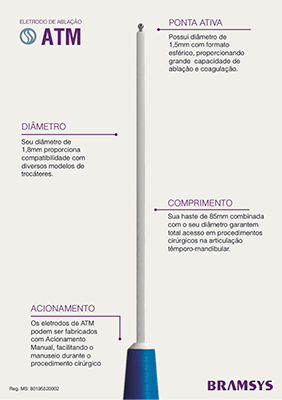 ELETRODO DE ABLAÇÃO
ATM
PONTA ATIVA
Possui diâmetro de
1,5mm com formato
esférico, proporcionando
grande capacidade de
ablação e coagulação.
DIÂMETRO
Seu diâmetro de
1,8mm proporciona
compatibilidade com
diversos modelos de
trocáteres.
COMPRIMENTO
Sua haste de 85mm combinada
com o seu diâmetro garantem
total acesso em procedimentos
cirúrgicos na articulação
têmporo-mandibular.
ACIONAMENTO
Os eletrodos de ATM
podem ser fabricados
com Acionamento
Manual, facilitando o
manuseio durante o
procedimento cirúrgico
Reg. MS: 80195520002
BRAMSYS